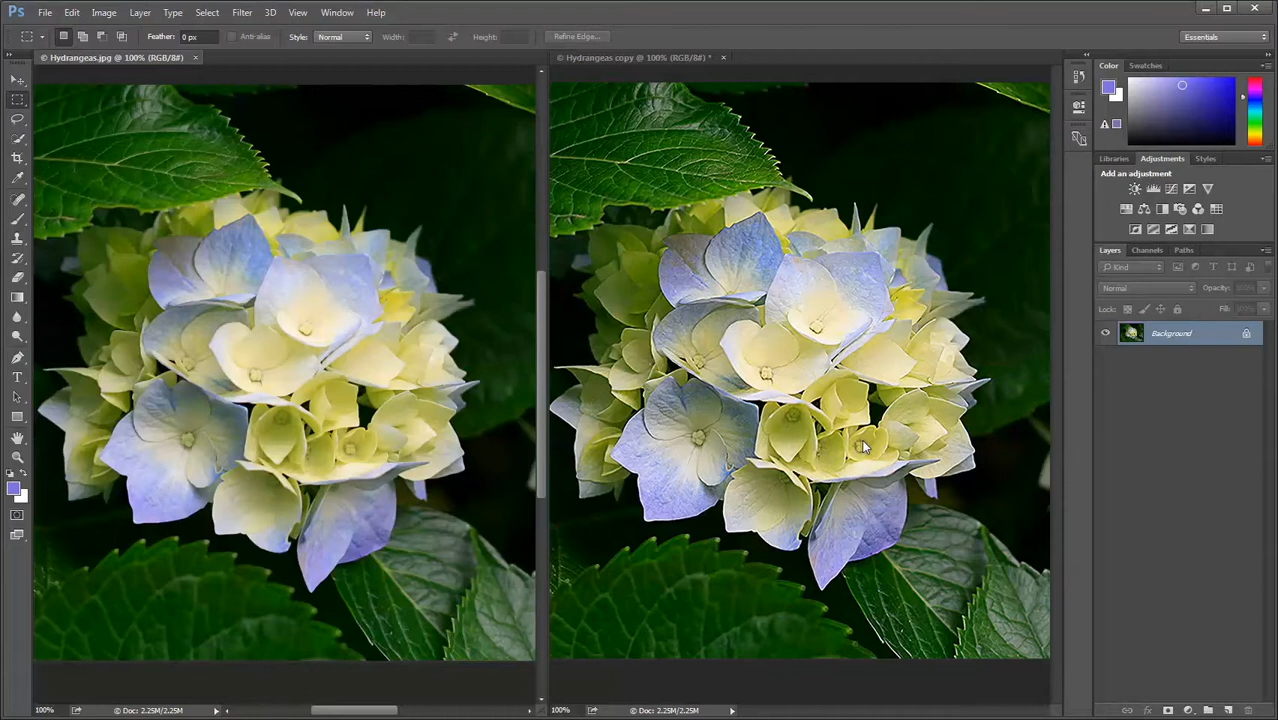 Ps File Edit Image Layer Type Select Filter 3D View Window Help
Feather: 0 px Anti-alias Style: Normal Width: Height: Refine Edge... Essentials
© Hydrangeas.jpg @ 100% (RGB/8#) × © Hydrangeas copy @ 100% (RGB/8#) * ×
Color Swatches
Libraries Adjustments Styles
Add an adjustment
Layers Channels Paths
Kind
Normal Opacity: 100%
Lock: Fill:
Background
100% Doc: 2.25M/2.25M 100% Doc: 2.25M/2.25M